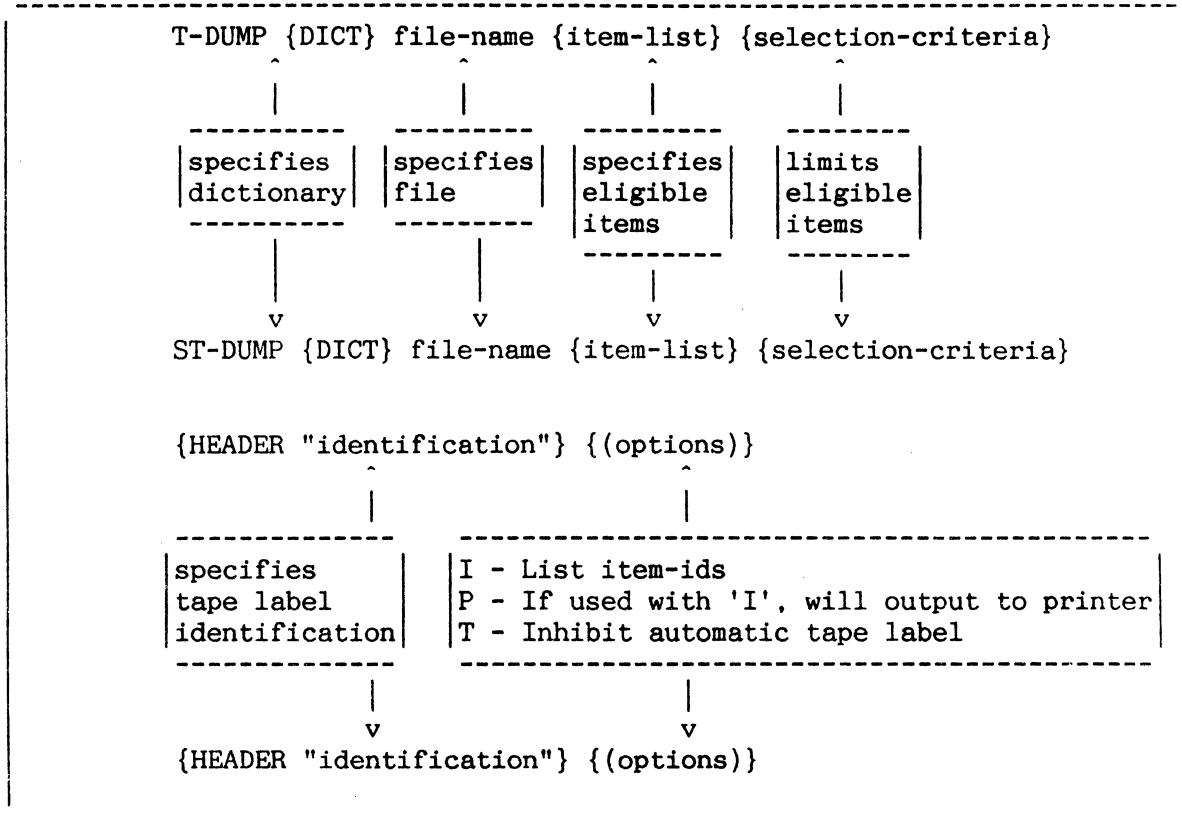 T-DUMP {DICT} file-name {item-list} {selection-criteria}
specifies dictionary
specifies file
specifies eligible items
limits eligible items
ST-DUMP {DICT} file-name {item-list} {selection-criteria}
{HEADER "identification"} {(options)}
specifies tape label identification
I - List item-ids
P - If used with 'I', will output to printer
T - Inhibit automatic tape label
{HEADER "identification"} {(options)}